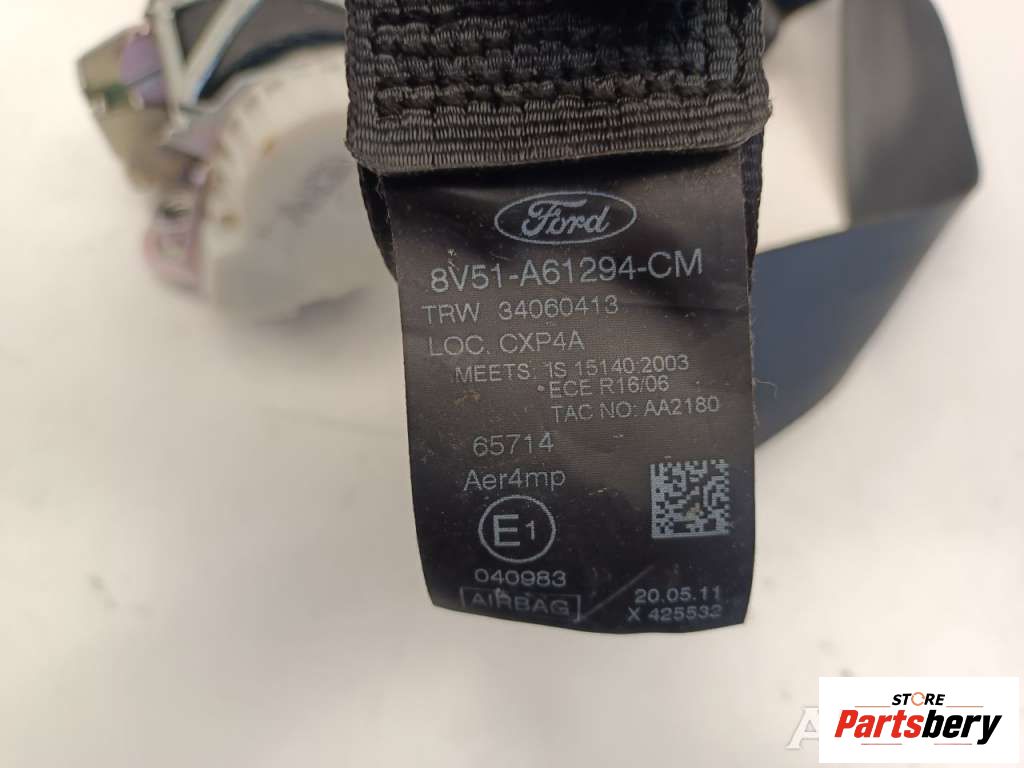 Ford
8V51-A61294-CM
TRW 34060413
LOC. CXP4A
MEETS. IS 15140:2003
ECE R16/06
TAC NO: AA2180
65714
Aer4mp
E1
040983
AIRBAG
20.05.11
X 425532
STORE
Partsbery